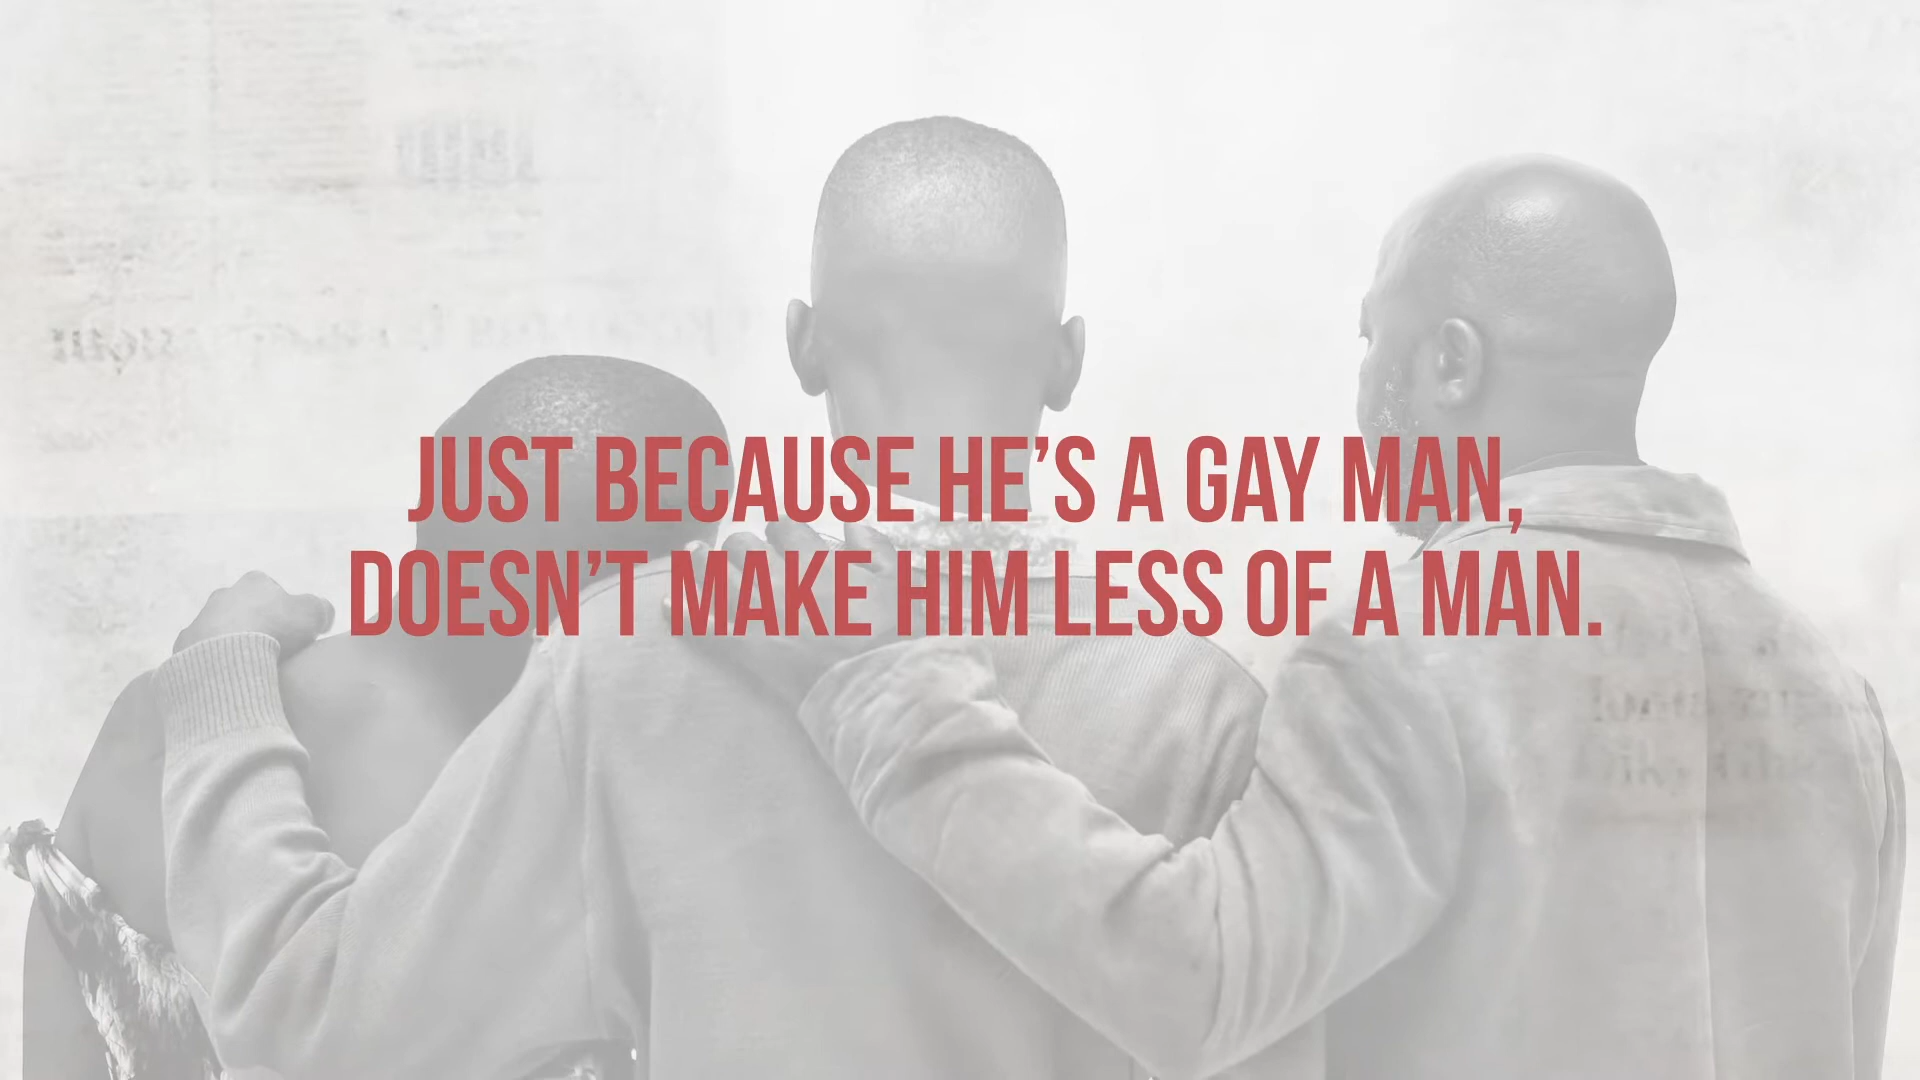 JUST BECAUSE HE’S A GAY MAN,
DOESN’T MAKE HIM LESS OF A MAN.